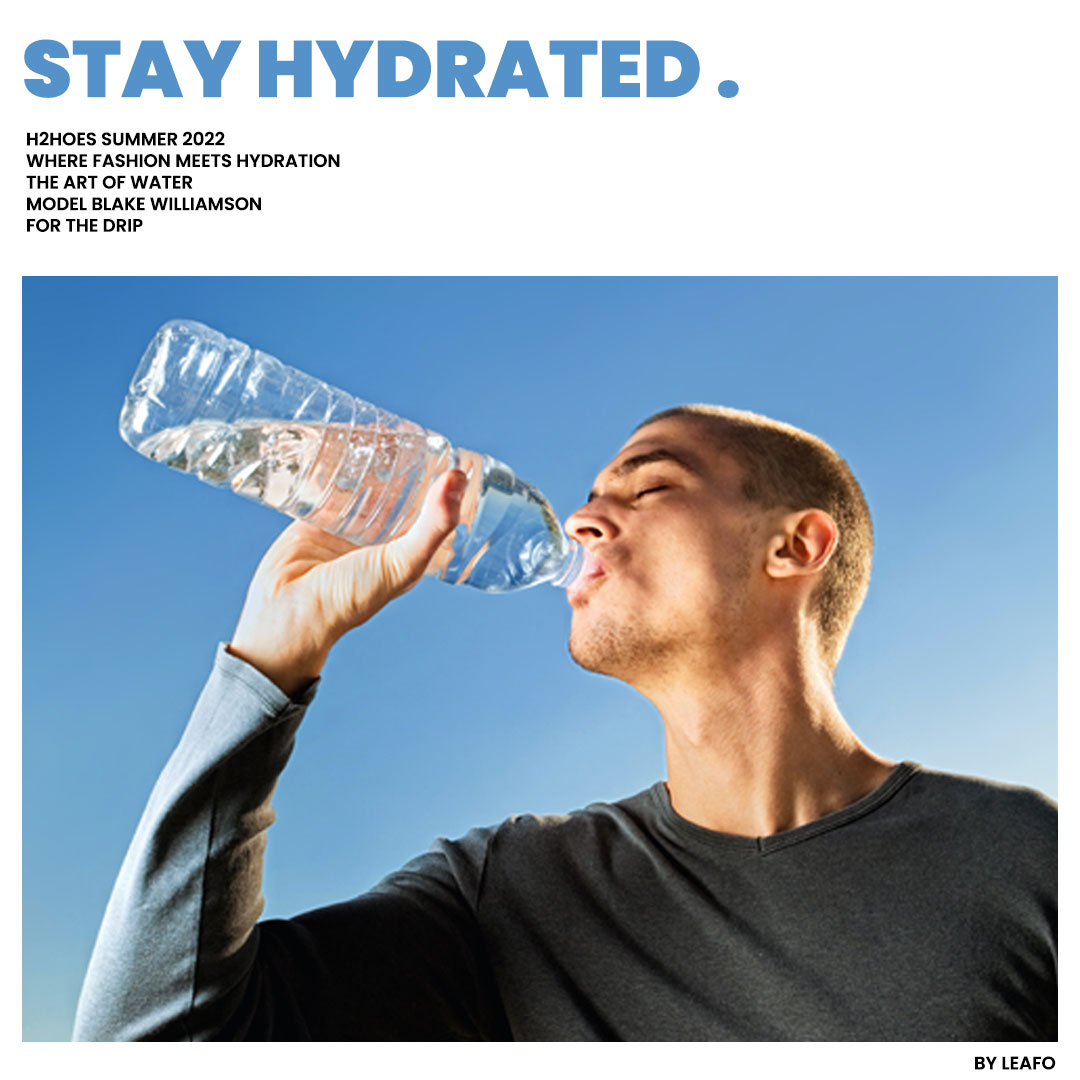 STAY HYDRATED .
H2HOES SUMMER 2022
WHERE FASHION MEETS HYDRATION
THE ART OF WATER
MODEL BLAKE WILLIAMSON
FOR THE DRIP
BY LEAFO